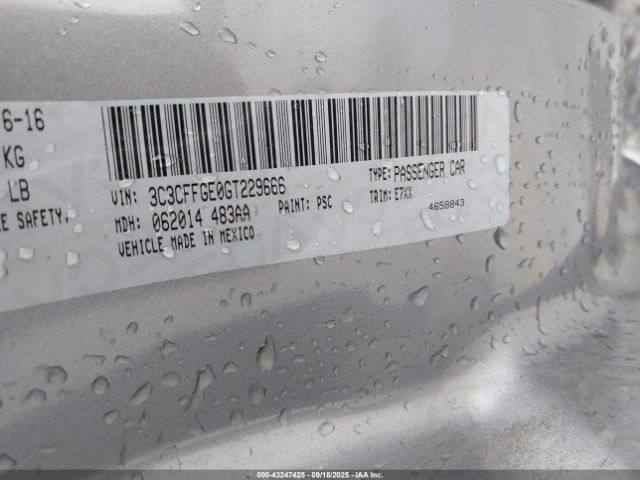 6-16
KG
LB
LE SAFETY,
VIN: 3C3CFFGE0GT229666
TYPE: PASSENGER CAR
MDH: 062014 483AA
PAINT: PSC
TRIM: E7XX
4658843
VEHICLE MADE IN MEXICO
000-43247425 - 09/18/2025 - IAA Inc.